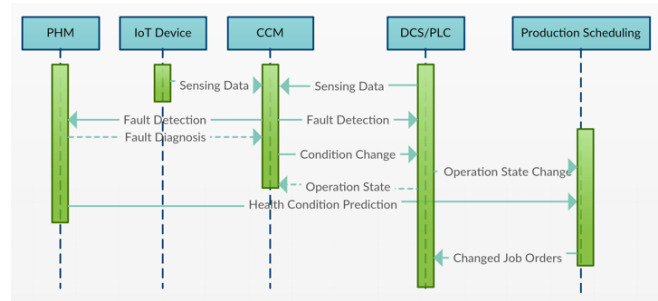 PHM
IoT Device
CCM
DCS/PLC
Production Scheduling
Sensing Data
Sensing Data
Fault Detection
Fault Detection
Fault Diagnosis
Condition Change
Operation State Change
Operation State
Health Condition Prediction
Changed Job Orders